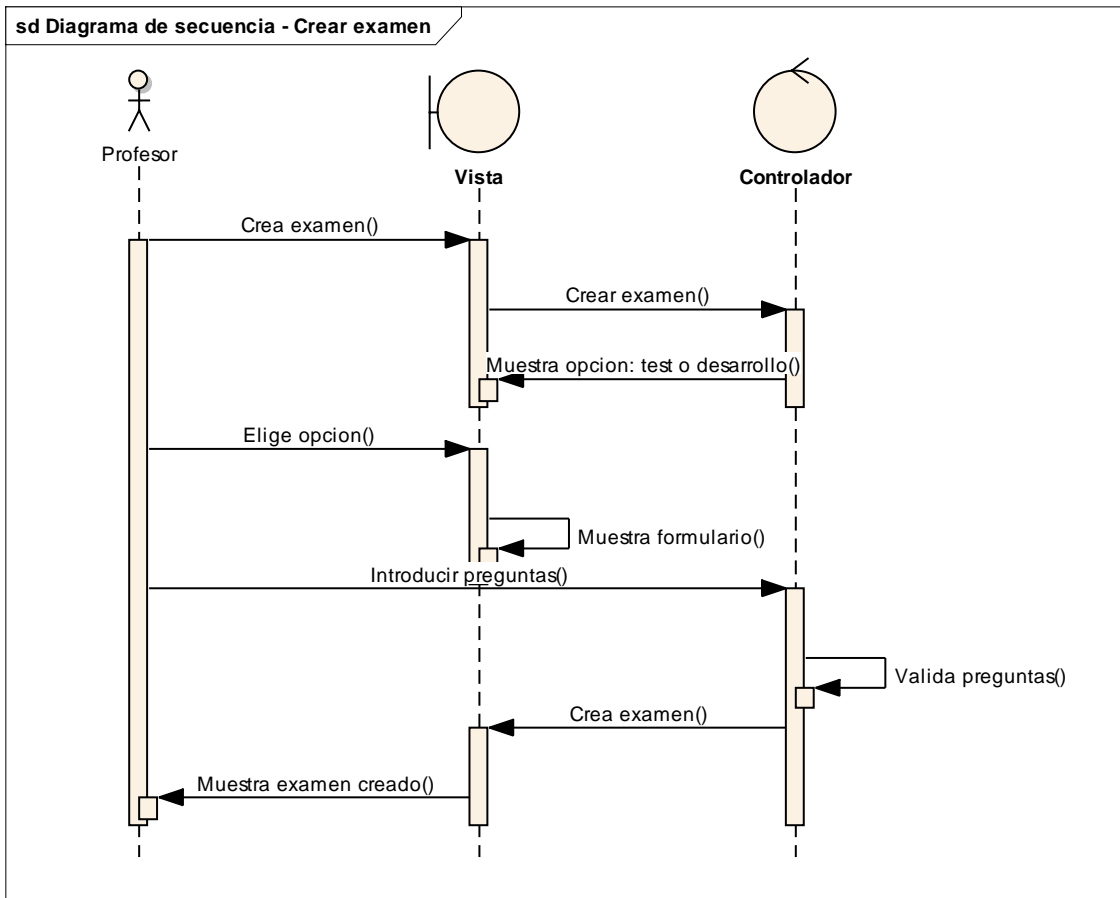 sd Diagrama de secuencia - Crear examen
Profesor
Vista
Controlador
Crea examen()
Crear examen()
Muestra opcion: test o desarrollo()
Elige opcion()
Muestra formulario()
Introducir preguntas()
Valida preguntas()
Crea examen()
Muestra examen creado()